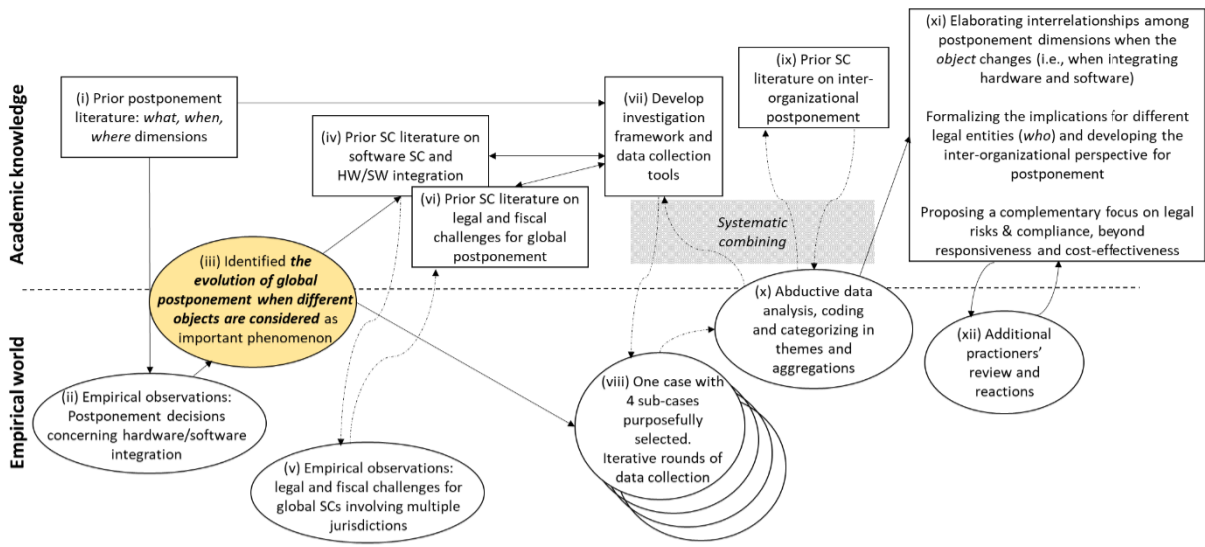 Academic knowledge
Empirical world
(i) Prior postponement
literature: what, when,
where dimensions
(ii) Empirical observations:
Postponement decisions
concerning hardware/software
integration
(iii) Identified the
evolution of global
postponement when different
objects are considered as
important phenomenon
(iv) Prior SC literature on
software SC and
HW/SW integration
(v) Empirical observations:
legal and fiscal challenges for
global SCs involving multiple
jurisdictions
(vi) Prior SC literature on
legal and fiscal
challenges for global
postponement
(vii) Develop
investigation
framework and
data collection
tools
(viii) One case with
4 sub-cases
purposefully
selected.
Iterative rounds of
data collection
(ix) Prior SC
literature on inter-
organizational
postponement
Systematic
combining
(x) Abductive data
analysis, coding
and categorizing in
themes and
aggregations
(xi) Elaborating interrelationships among
postponement dimensions when the
object changes (i.e., when integrating
hardware and software)
Formalizing the implications for different
legal entities (who) and developing the
inter-organizational perspective for
postponement
Proposing a complementary focus on legal
risks & compliance, beyond
responsiveness and cost-effectiveness
(xii) Additional
practioners’
review and
reactions